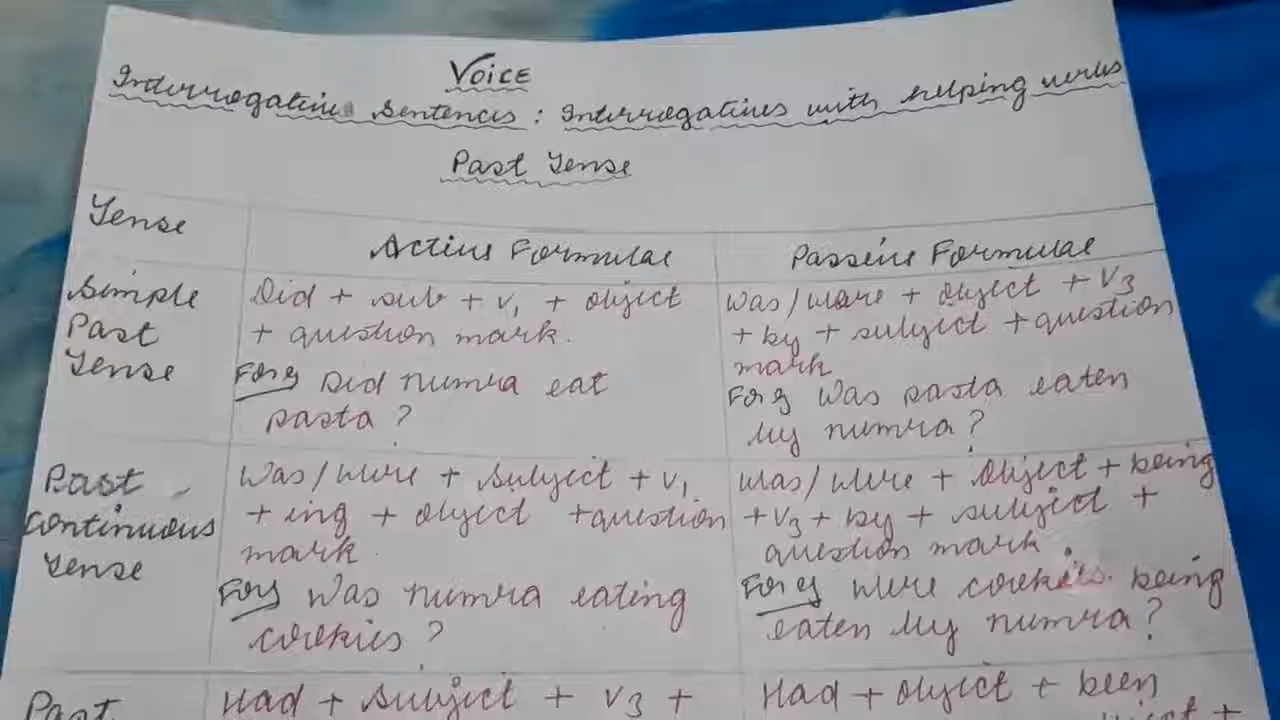 Voice
Interrogative Sentences : Interrogatives with helping verbs
Past Tense
Tense
Active Formulae
Passive Formulae
Simple
Past
Tense
Did + sub + V1 + object
+ question mark.
For eg Did numra eat
pasta ?
was/were + object + V3
+ by + subject + question
mark
For eg Was pasta eaten
by numra ?
Past
Continuous
Tense
Was/were + subject + V1
+ ing + object + question
mark
For eg Was numra eating
cookies ?
was/were + object + being
+ V3 + by + subject +
question mark.
For eg Were cookies being
eaten by numra ?
Past
Had + subject + V3 +
Had + object + been